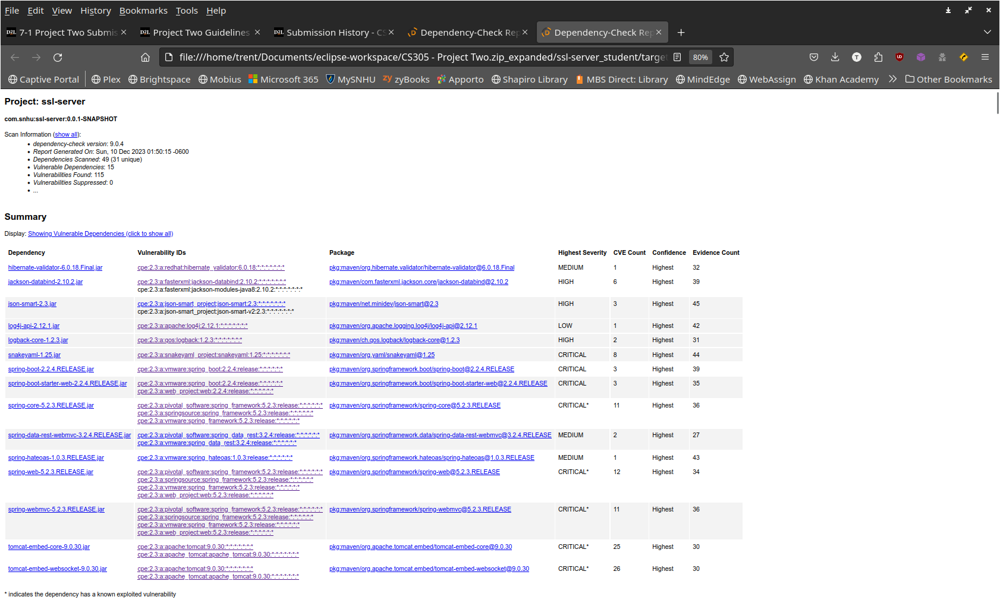 File Edit View History Bookmarks Tools Help
D2L 7-1 Project Two Submis D2L Project Two Guidelines D2L Submission History - CS Dependency-Check Rep Dependency-Check Rep
file:///home/trent/Documents/eclipse-workspace/CS305 - Project Two.zip_expanded/ssl-server_student/targe 80%
Captive Portal Plex Brightspace Mobius Microsoft 365 MySNHU zyBooks Apporto Shapiro Library MBS Direct: Library MindEdge WebAssign Khan Academy Other Bookmarks
Project: ssl-server
com.snhu:ssl-server:0.0.1-SNAPSHOT
Scan Information (show all):
• dependency-check version: 9.0.4
• Report Generated On: Sun, 10 Dec 2023 01:50:15 -0600
• Dependencies Scanned: 49 (31 unique)
• Vulnerable Dependencies: 15
• Vulnerabilities Found: 115
• Vulnerabilities Suppressed: 0
• ...
Summary
Display: Showing Vulnerable Dependencies (click to show all)
Dependency Vulnerability IDs Package Highest Severity CVE Count Confidence Evidence Count
hibernate-validator-6.0.18.Final.jar cpe:2.3:a:redhat:hibernate_validator:6.0.18:*:*:*:*:*:*:* pkg:maven/org.hibernate.validator/hibernate-validator@6.0.18.Final MEDIUM 1 Highest 32
jackson-databind-2.10.2.jar cpe:2.3:a:fasterxml:jackson-databind:2.10.2:*:*:*:*:*:*:* pkg:maven/com.fasterxml.jackson.core/jackson-databind@2.10.2 HIGH 6 Highest 39
cpe:2.3:a:fasterxml:jackson-modules-java8:2.10.2:*:*:*:*:*:*:*
json-smart-2.3.jar cpe:2.3:a:json-smart_project:json-smart:2.3:*:*:*:*:*:*:* pkg:maven/net.minidev/json-smart@2.3 HIGH 3 Highest 45
cpe:2.3:a:json-smart_project:json-smart-v2:2.3:*:*:*:*:*:*:*
log4j-api-2.12.1.jar cpe:2.3:a:apache:log4j:2.12.1:*:*:*:*:*:*:* pkg:maven/org.apache.logging.log4j/log4j-api@2.12.1 LOW 1 Highest 42
logback-core-1.2.3.jar cpe:2.3:a:qos:logback:1.2.3:*:*:*:*:*:*:* pkg:maven/ch.qos.logback/logback-core@1.2.3 HIGH 2 Highest 31
snakeyaml-1.25.jar cpe:2.3:a:snakeyaml_project:snakeyaml:1.25:*:*:*:*:*:*:* pkg:maven/org.yaml/snakeyaml@1.25 CRITICAL 8 Highest 44
spring-boot-2.2.4.RELEASE.jar cpe:2.3:a:vmware:spring_boot:2.2.4:release:*:*:*:*:*:* pkg:maven/org.springframework.boot/spring-boot@2.2.4.RELEASE CRITICAL 3 Highest 39
spring-boot-starter-web-2.2.4.RELEASE.jar cpe:2.3:a:vmware:spring_boot:2.2.4:release:*:*:*:*:*:* pkg:maven/org.springframework.boot/spring-boot-starter-web@2.2.4.RELEASE CRITICAL 3 Highest 35
cpe:2.3:a:web_project:web:2.2.4:release:*:*:*:*:*:*
spring-core-5.2.3.RELEASE.jar cpe:2.3:a:pivotal_software:spring_framework:5.2.3:release:*:*:*:*:*:* pkg:maven/org.springframework/spring-core@5.2.3.RELEASE CRITICAL* 11 Highest 36
cpe:2.3:a:springsource:spring_framework:5.2.3:release:*:*:*:*:*:*
cpe:2.3:a:vmware:spring_framework:5.2.3:release:*:*:*:*:*:*
spring-data-rest-webmvc-3.2.4.RELEASE.jar cpe:2.3:a:pivotal_software:spring_data_rest:3.2.4:release:*:*:*:*:*:* pkg:maven/org.springframework.data/spring-data-rest-webmvc@3.2.4.RELEASE MEDIUM 2 Highest 27
cpe:2.3:a:vmware:spring_data_rest:3.2.4:release:*:*:*:*:*:*
spring-hateoas-1.0.3.RELEASE.jar cpe:2.3:a:vmware:spring_hateoas:1.0.3:release:*:*:*:*:*:* pkg:maven/org.springframework.hateoas/spring-hateoas@1.0.3.RELEASE MEDIUM 1 Highest 43
spring-web-5.2.3.RELEASE.jar cpe:2.3:a:pivotal_software:spring_framework:5.2.3:release:*:*:*:*:*:* pkg:maven/org.springframework/spring-web@5.2.3.RELEASE CRITICAL* 12 Highest 34
cpe:2.3:a:springsource:spring_framework:5.2.3:release:*:*:*:*:*:*
cpe:2.3:a:vmware:spring_framework:5.2.3:release:*:*:*:*:*:*
cpe:2.3:a:web_project:web:5.2.3:release:*:*:*:*:*:*
spring-webmvc-5.2.3.RELEASE.jar cpe:2.3:a:pivotal_software:spring_framework:5.2.3:release:*:*:*:*:*:* pkg:maven/org.springframework/spring-webmvc@5.2.3.RELEASE CRITICAL* 11 Highest 36
cpe:2.3:a:springsource:spring_framework:5.2.3:release:*:*:*:*:*:*
cpe:2.3:a:vmware:spring_framework:5.2.3:release:*:*:*:*:*:*
cpe:2.3:a:web_project:web:5.2.3:release:*:*:*:*:*:*
tomcat-embed-core-9.0.30.jar cpe:2.3:a:apache:tomcat:9.0.30:*:*:*:*:*:*:* pkg:maven/org.apache.tomcat.embed/tomcat-embed-core@9.0.30 CRITICAL* 25 Highest 30
cpe:2.3:a:apache_tomcat:apache_tomcat:9.0.30:*:*:*:*:*:*:*
tomcat-embed-websocket-9.0.30.jar cpe:2.3:a:apache:tomcat:9.0.30:*:*:*:*:*:*:* pkg:maven/org.apache.tomcat.embed/tomcat-embed-websocket@9.0.30 CRITICAL* 26 Highest 30
cpe:2.3:a:apache_tomcat:apache_tomcat:9.0.30:*:*:*:*:*:*:*
* indicates the dependency has a known exploited vulnerability